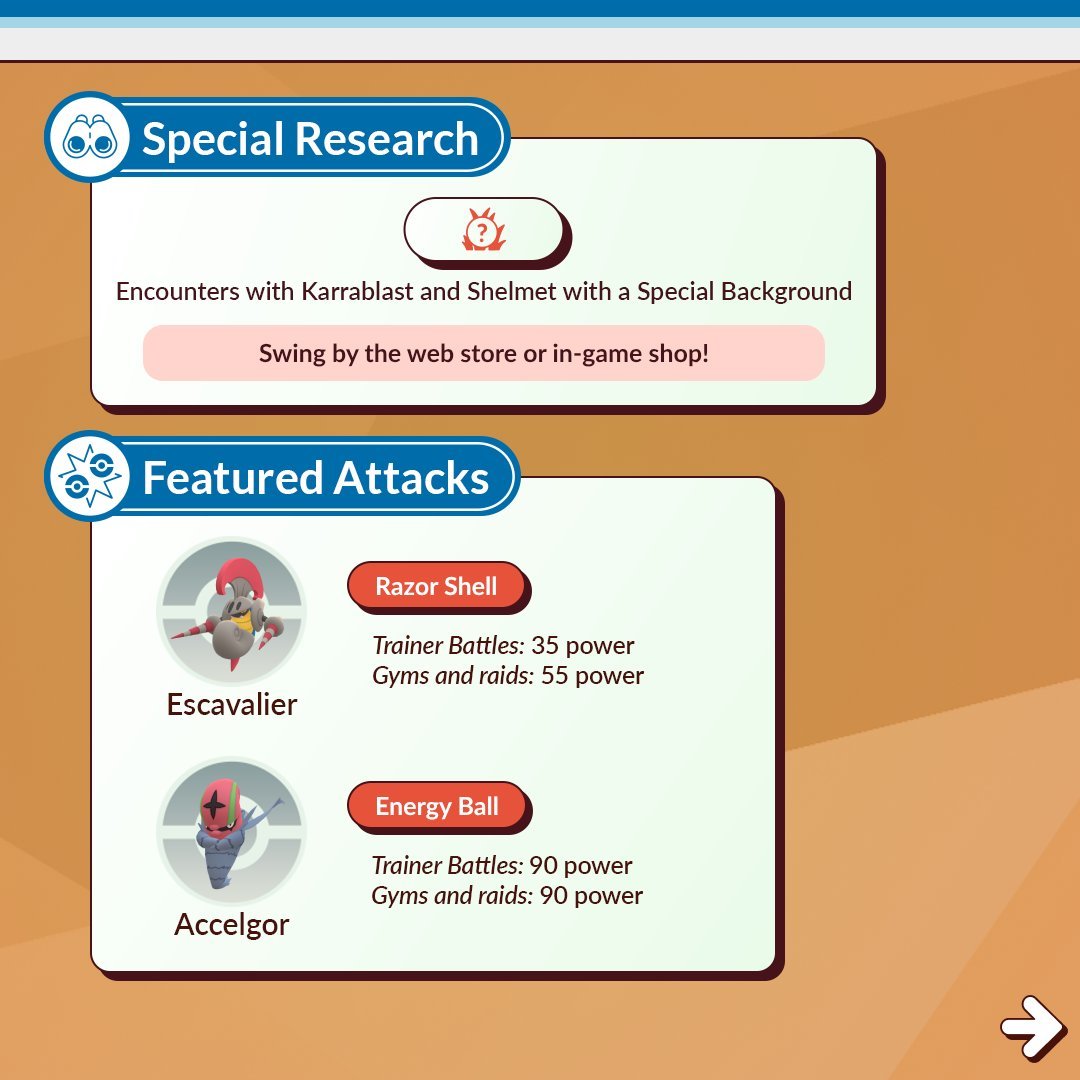 Special Research
?
Encounters with Karrablast and Shelmet with a Special Background
Swing by the web store or in-game shop!
Featured Attacks
Razor Shell
Trainer Battles: 35 power
Gyms and raids: 55 power
Escavalier
Energy Ball
Trainer Battles: 90 power
Gyms and raids: 90 power
Accelgor